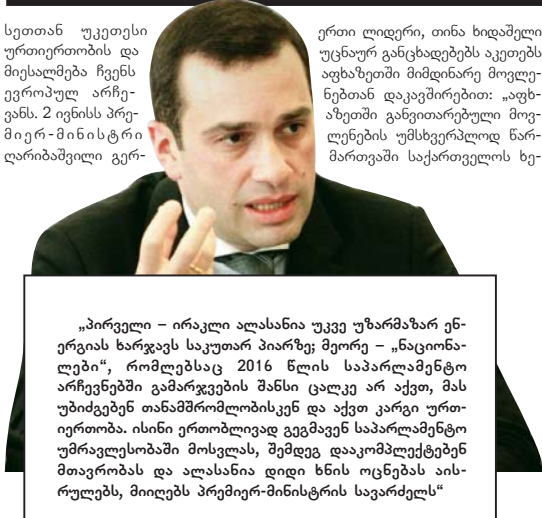 სეთთან უკეთესი
ურთიერთობის და
მიესალმება ჩვენს
ევროპულ არჩე-
ვანს. 2 ივნისს პრე-
მიერ-მინისტრი
ღარიბაშვილი გერ-
ერთი ლიდერი, თინა ხიდაშელი
უცნაურ განცხადებებს აკეთებს
აფხაზეთში მიმდინარე მოვლე-
ნებთან დაკავშირებით: „აფხ-
აზეთში განვითარებული მოვ-
ლენების უმსხვერპლოდ წარ-
მართვაში საქართველოს ხე-
„პირველი – ირაკლი ალასანია უკვე უზარმაზარ ენ-
ერგიას ხარჯავს საკუთარ პიარზე; მეორე – „ნაციონა-
ლები“, რომლებსაც 2016 წლის საპარლამენტო
არჩევნებში გამარჯვების შანსი ცალკე არ აქვთ, მას
უბიძგებენ თანამშრომლობისკენ და აქვთ კარგი ურთ-
იერთობა. ისინი ერთობლივად გეგმავენ საპარლამენტო
უმრავლესობაში მოსვლას, შემდეგ დააკომპლექტებენ
მთავრობას და ალასანია დიდი ხნის ოცნებას აის-
რულებს, მიიღებს პრემიერ-მინისტრის სავარძელს“